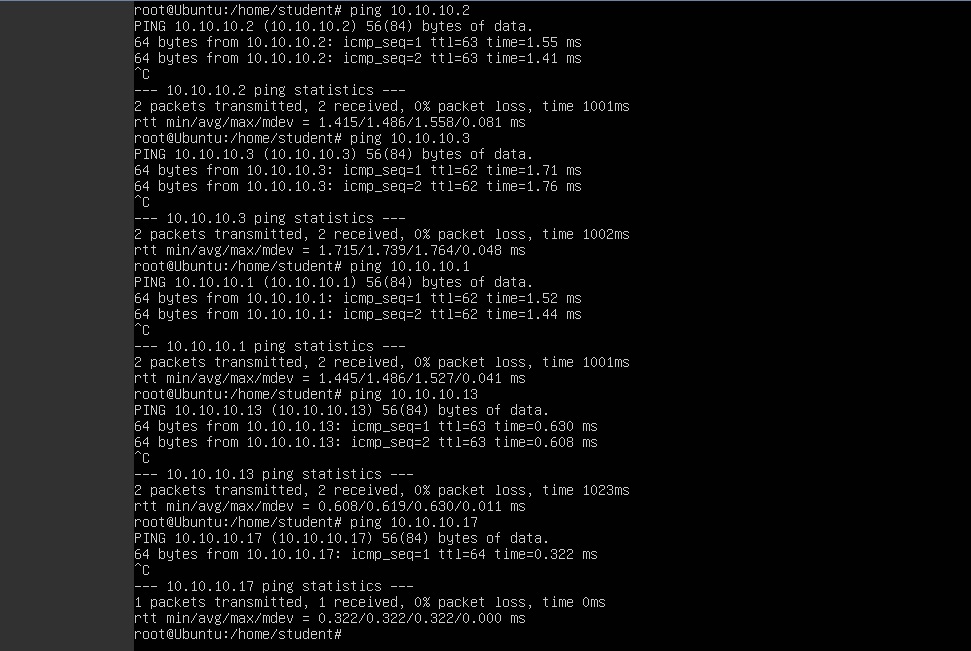 root@Ubuntu:/home/student# ping 10.10.10.2
PING 10.10.10.2 (10.10.10.2) 56(84) bytes of data.
64 bytes from 10.10.10.2: icmp_seq=1 ttl=63 time=1.55 ms
64 bytes from 10.10.10.2: icmp_seq=2 ttl=63 time=1.41 ms
^C
--- 10.10.10.2 ping statistics ---
2 packets transmitted, 2 received, 0% packet loss, time 1001ms
rtt min/avg/max/mdev = 1.415/1.486/1.558/0.081 ms
root@Ubuntu:/home/student# ping 10.10.10.3
PING 10.10.10.3 (10.10.10.3) 56(84) bytes of data.
64 bytes from 10.10.10.3: icmp_seq=1 ttl=62 time=1.71 ms
64 bytes from 10.10.10.3: icmp_seq=2 ttl=62 time=1.76 ms
^C
--- 10.10.10.3 ping statistics ---
2 packets transmitted, 2 received, 0% packet loss, time 1002ms
rtt min/avg/max/mdev = 1.715/1.739/1.764/0.048 ms
root@Ubuntu:/home/student# ping 10.10.10.1
PING 10.10.10.1 (10.10.10.1) 56(84) bytes of data.
64 bytes from 10.10.10.1: icmp_seq=1 ttl=62 time=1.52 ms
64 bytes from 10.10.10.1: icmp_seq=2 ttl=62 time=1.44 ms
^C
--- 10.10.10.1 ping statistics ---
2 packets transmitted, 2 received, 0% packet loss, time 1001ms
rtt min/avg/max/mdev = 1.445/1.486/1.527/0.041 ms
root@Ubuntu:/home/student# ping 10.10.10.13
PING 10.10.10.13 (10.10.10.13) 56(84) bytes of data.
64 bytes from 10.10.10.13: icmp_seq=1 ttl=63 time=0.630 ms
64 bytes from 10.10.10.13: icmp_seq=2 ttl=63 time=0.608 ms
^C
--- 10.10.10.13 ping statistics ---
2 packets transmitted, 2 received, 0% packet loss, time 1023ms
rtt min/avg/max/mdev = 0.608/0.619/0.630/0.011 ms
root@Ubuntu:/home/student# ping 10.10.10.17
PING 10.10.10.17 (10.10.10.17) 56(84) bytes of data.
64 bytes from 10.10.10.17: icmp_seq=1 ttl=64 time=0.322 ms
^C
--- 10.10.10.17 ping statistics ---
1 packets transmitted, 1 received, 0% packet loss, time 0ms
rtt min/avg/max/mdev = 0.322/0.322/0.322/0.000 ms
root@Ubuntu:/home/student#